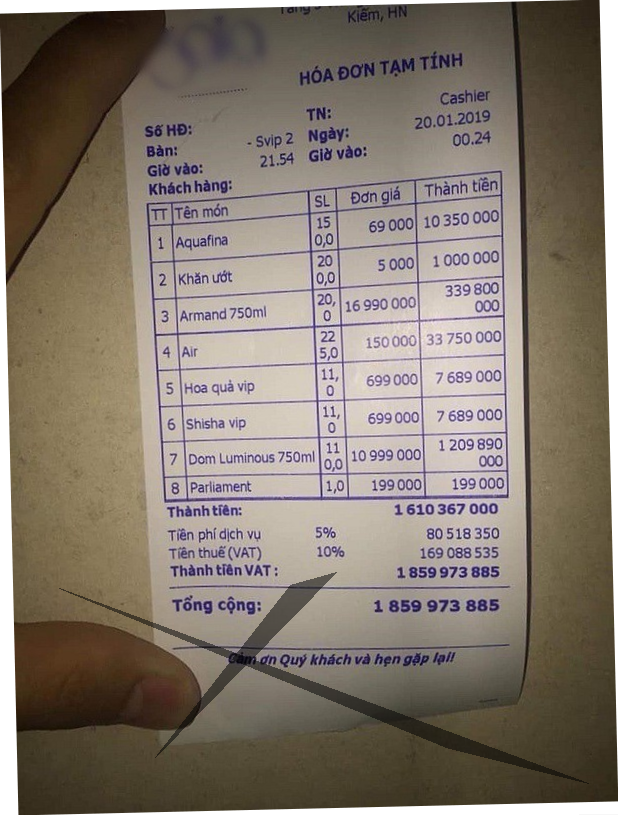 Kiếm, HN
HÓA ĐƠN TẠM TÍNH
Số HĐ: TN: Cashier
Bàn: - Svip 2 Ngày: 20.01.2019
Giờ vào: 21.54 Giờ vào: 00.24
Khách hàng:
TT Tên món SL Đơn giá Thành tiền
1 Aquafina 150,0 69 000 10 350 000
2 Khăn ướt 200,0 5 000 1 000 000
3 Armand 750ml 20,0 16 990 000 339 800 000
4 Air 225,0 150 000 33 750 000
5 Hoa quả vip 11,0 699 000 7 689 000
6 Shisha vip 11,0 699 000 7 689 000
7 Dom Luminous 750ml 110,0 10 999 000 1 209 890 000
8 Parliament 1,0 199 000 199 000
Thành tiền: 1 610 367 000
Tiền phí dịch vụ 5% 80 518 350
Tiền thuế (VAT) 10% 169 088 535
Thành tiền VAT : 1 859 973 885
Tổng cộng: 1 859 973 885
Cảm ơn Quý khách và hẹn gặp lại!